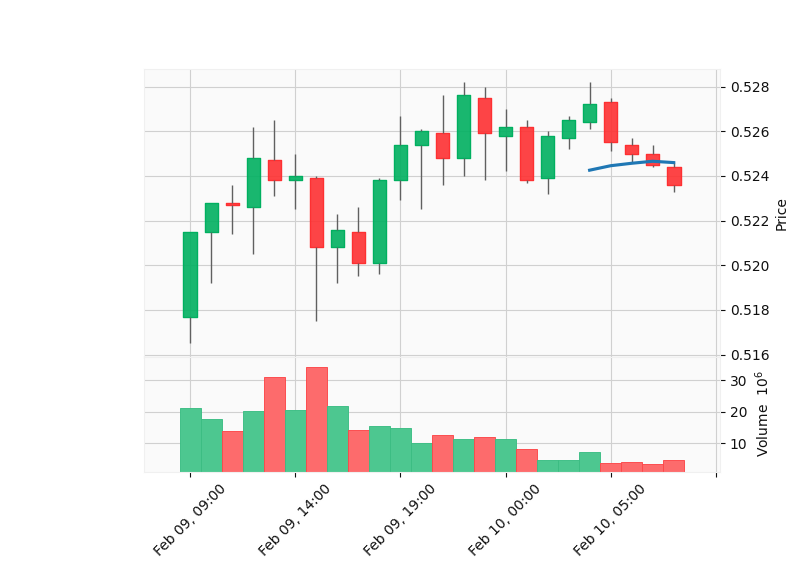 0.528
0.526
0.524
0.522
0.520
0.518
0.516
Price
30
20
10
Volume 10⁶
Feb 09, 09:00
Feb 09, 14:00
Feb 09, 19:00
Feb 10, 00:00
Feb 10, 05:00